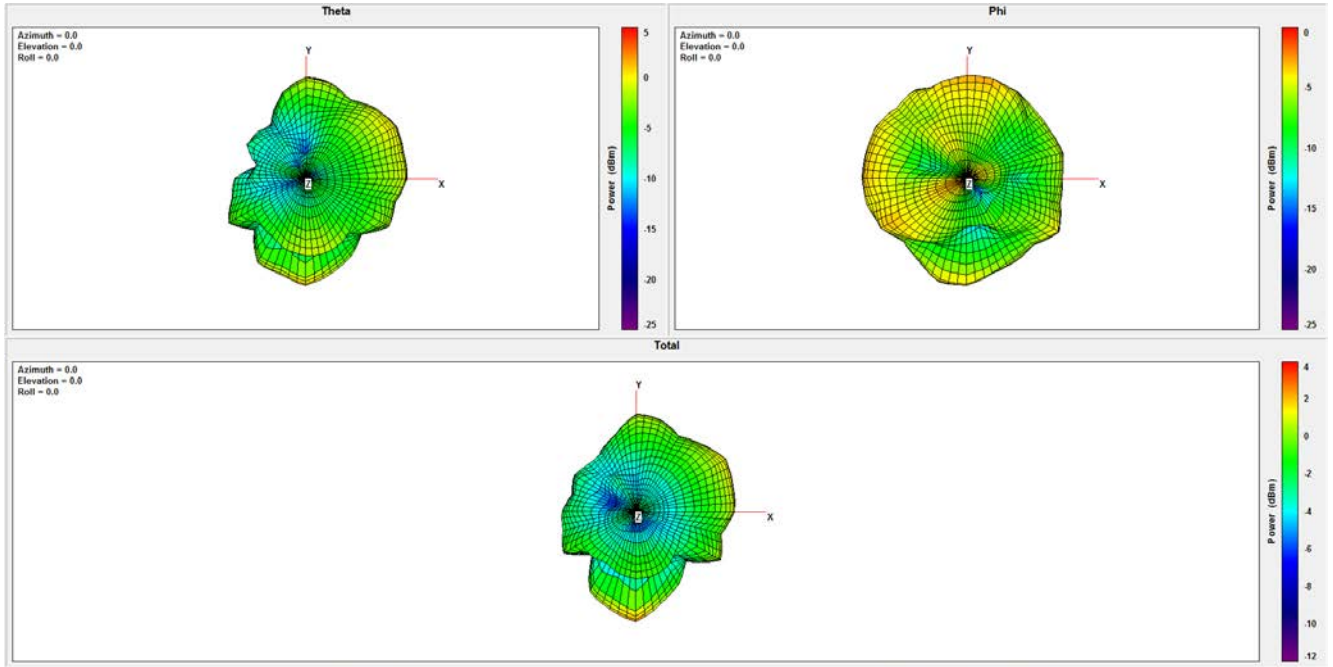 Theta
Azimuth = 0.0
Elevation = 0.0
Roll = 0.0
Y
X
Z
5
0
-5
-10
-15
-20
-25
Power (dBm)
Phi
Azimuth = 0.0
Elevation = 0.0
Roll = 0.0
Y
X
Z
0
-5
-10
-15
-20
-25
Power (dBm)
Total
Azimuth = 0.0
Elevation = 0.0
Roll = 0.0
Y
X
Z
4
2
0
-2
-4
-6
-8
-10
-12
Power (dBm)